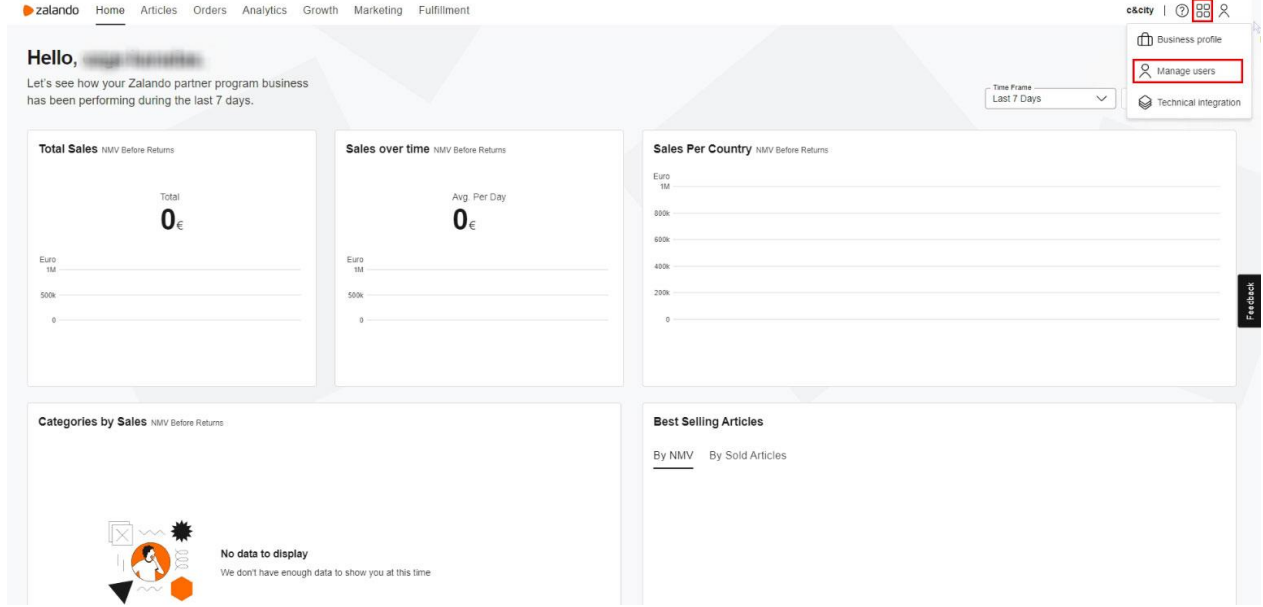 zalando Home Articles Orders Analytics Growth Marketing Fulfillment c&city |
Business profile
Manage users
Technical integration
Hello,
Let's see how your Zalando partner program business
has been performing during the last 7 days.
Time Frame
Last 7 Days
Total Sales NMV Before Returns
Total
0€
Euro
1M
500k
0
Sales over time NMV Before Returns
Avg. Per Day
0€
Euro
1M
500k
0
Sales Per Country NMV Before Returns
Euro
1M
800k
600k
400k
200k
0
Feedback
Categories by Sales NMV Before Returns
No data to display
We don't have enough data to show you at this time
Best Selling Articles
By NMV By Sold Articles